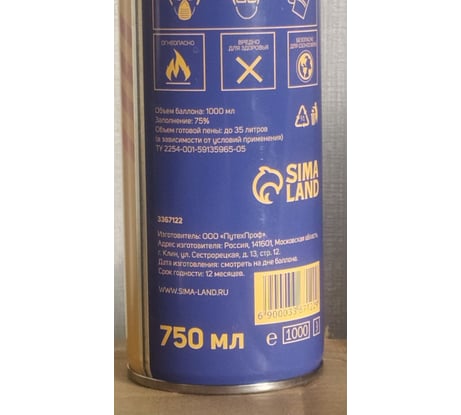 ОГНЕОПАСНО
ВРЕДНО
ДЛЯ ЗДОРОВЬЯ
Объем баллона: 1000 мл
Заполнение: 75%
Объем готовой пены: до 35 литров
(в зависимости от условий применения)
ТУ 2254-001-59135965-05
SIMA
LAND
3367122
Изготовитель: ООО «ПутехПроф».
Адрес изготовителя: Россия, 141601, Московская область,
г. Клин, ул. Сестрорецкая, д. 13, стр. 12.
Дата изготовления: смотреть на дне баллона.
Срок годности: 12 месяцев.
WWW.SIMA-LAND.RU
750 мл
℮ 1000